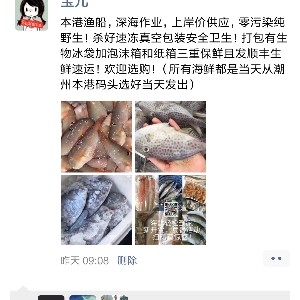 宝儿
本港渔船，深海作业，上岸价供应，零污染纯
野生！杀好速冻真空包装安全卫生！打包有生
物冰袋加泡沫箱和纸箱三重保鲜且发顺丰生
鲜速运！欢迎选购！（所有海鲜都是当天从潮
州本港码头选好当天发出）
昨天 09:08 删除